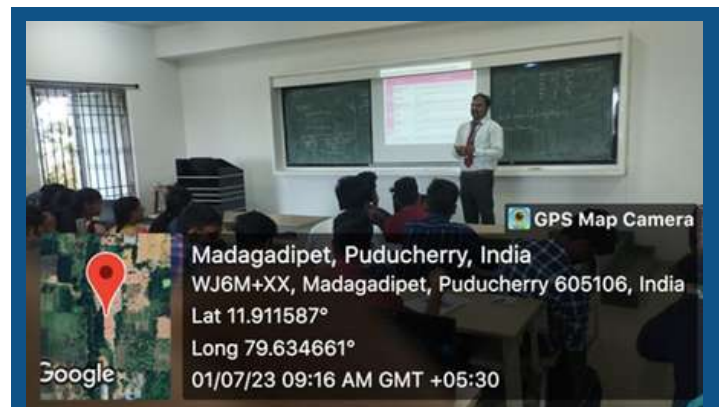 GPS Map Camera
Madagadipet, Puducherry, India
WJ6M+XX, Madagadipet, Puducherry 605106, India
Lat 11.911587°
Long 79.634661°
01/07/23 09:16 AM GMT +05:30
Google